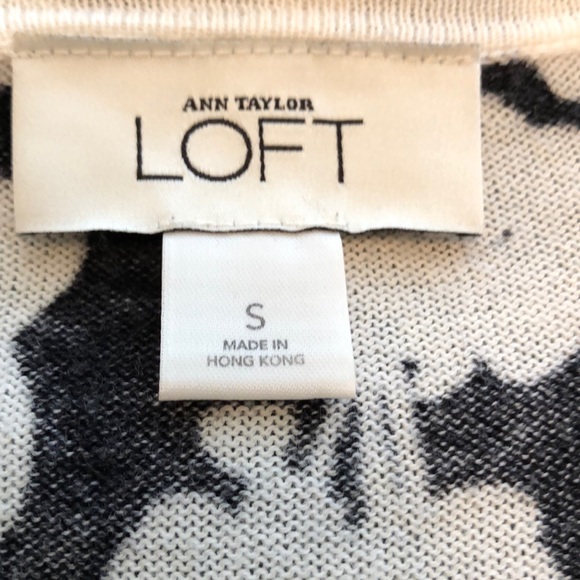 ANN TAYLOR
LOFT
S
MADE IN
HONG KONG